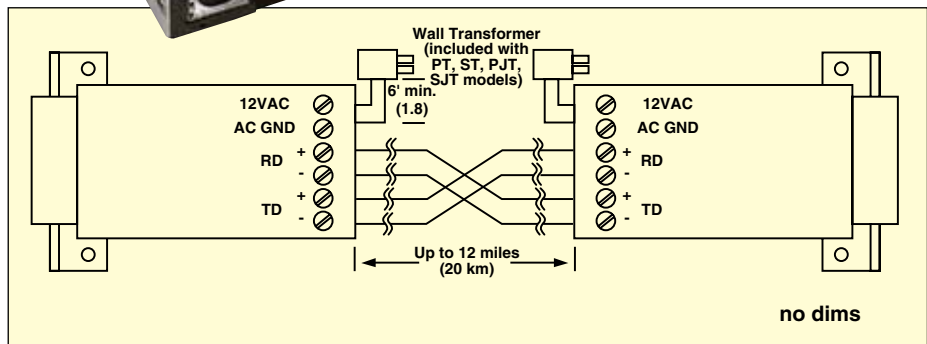 Wall Transformer
(included with
PT, ST, PJT,
SJT models)
6' min.
(1.8)
12VAC
AC GND
+
RD
-
+
TD
-
12VAC
AC GND
+
RD
-
+
TD
-
Up to 12 miles
(20 km)
no dims